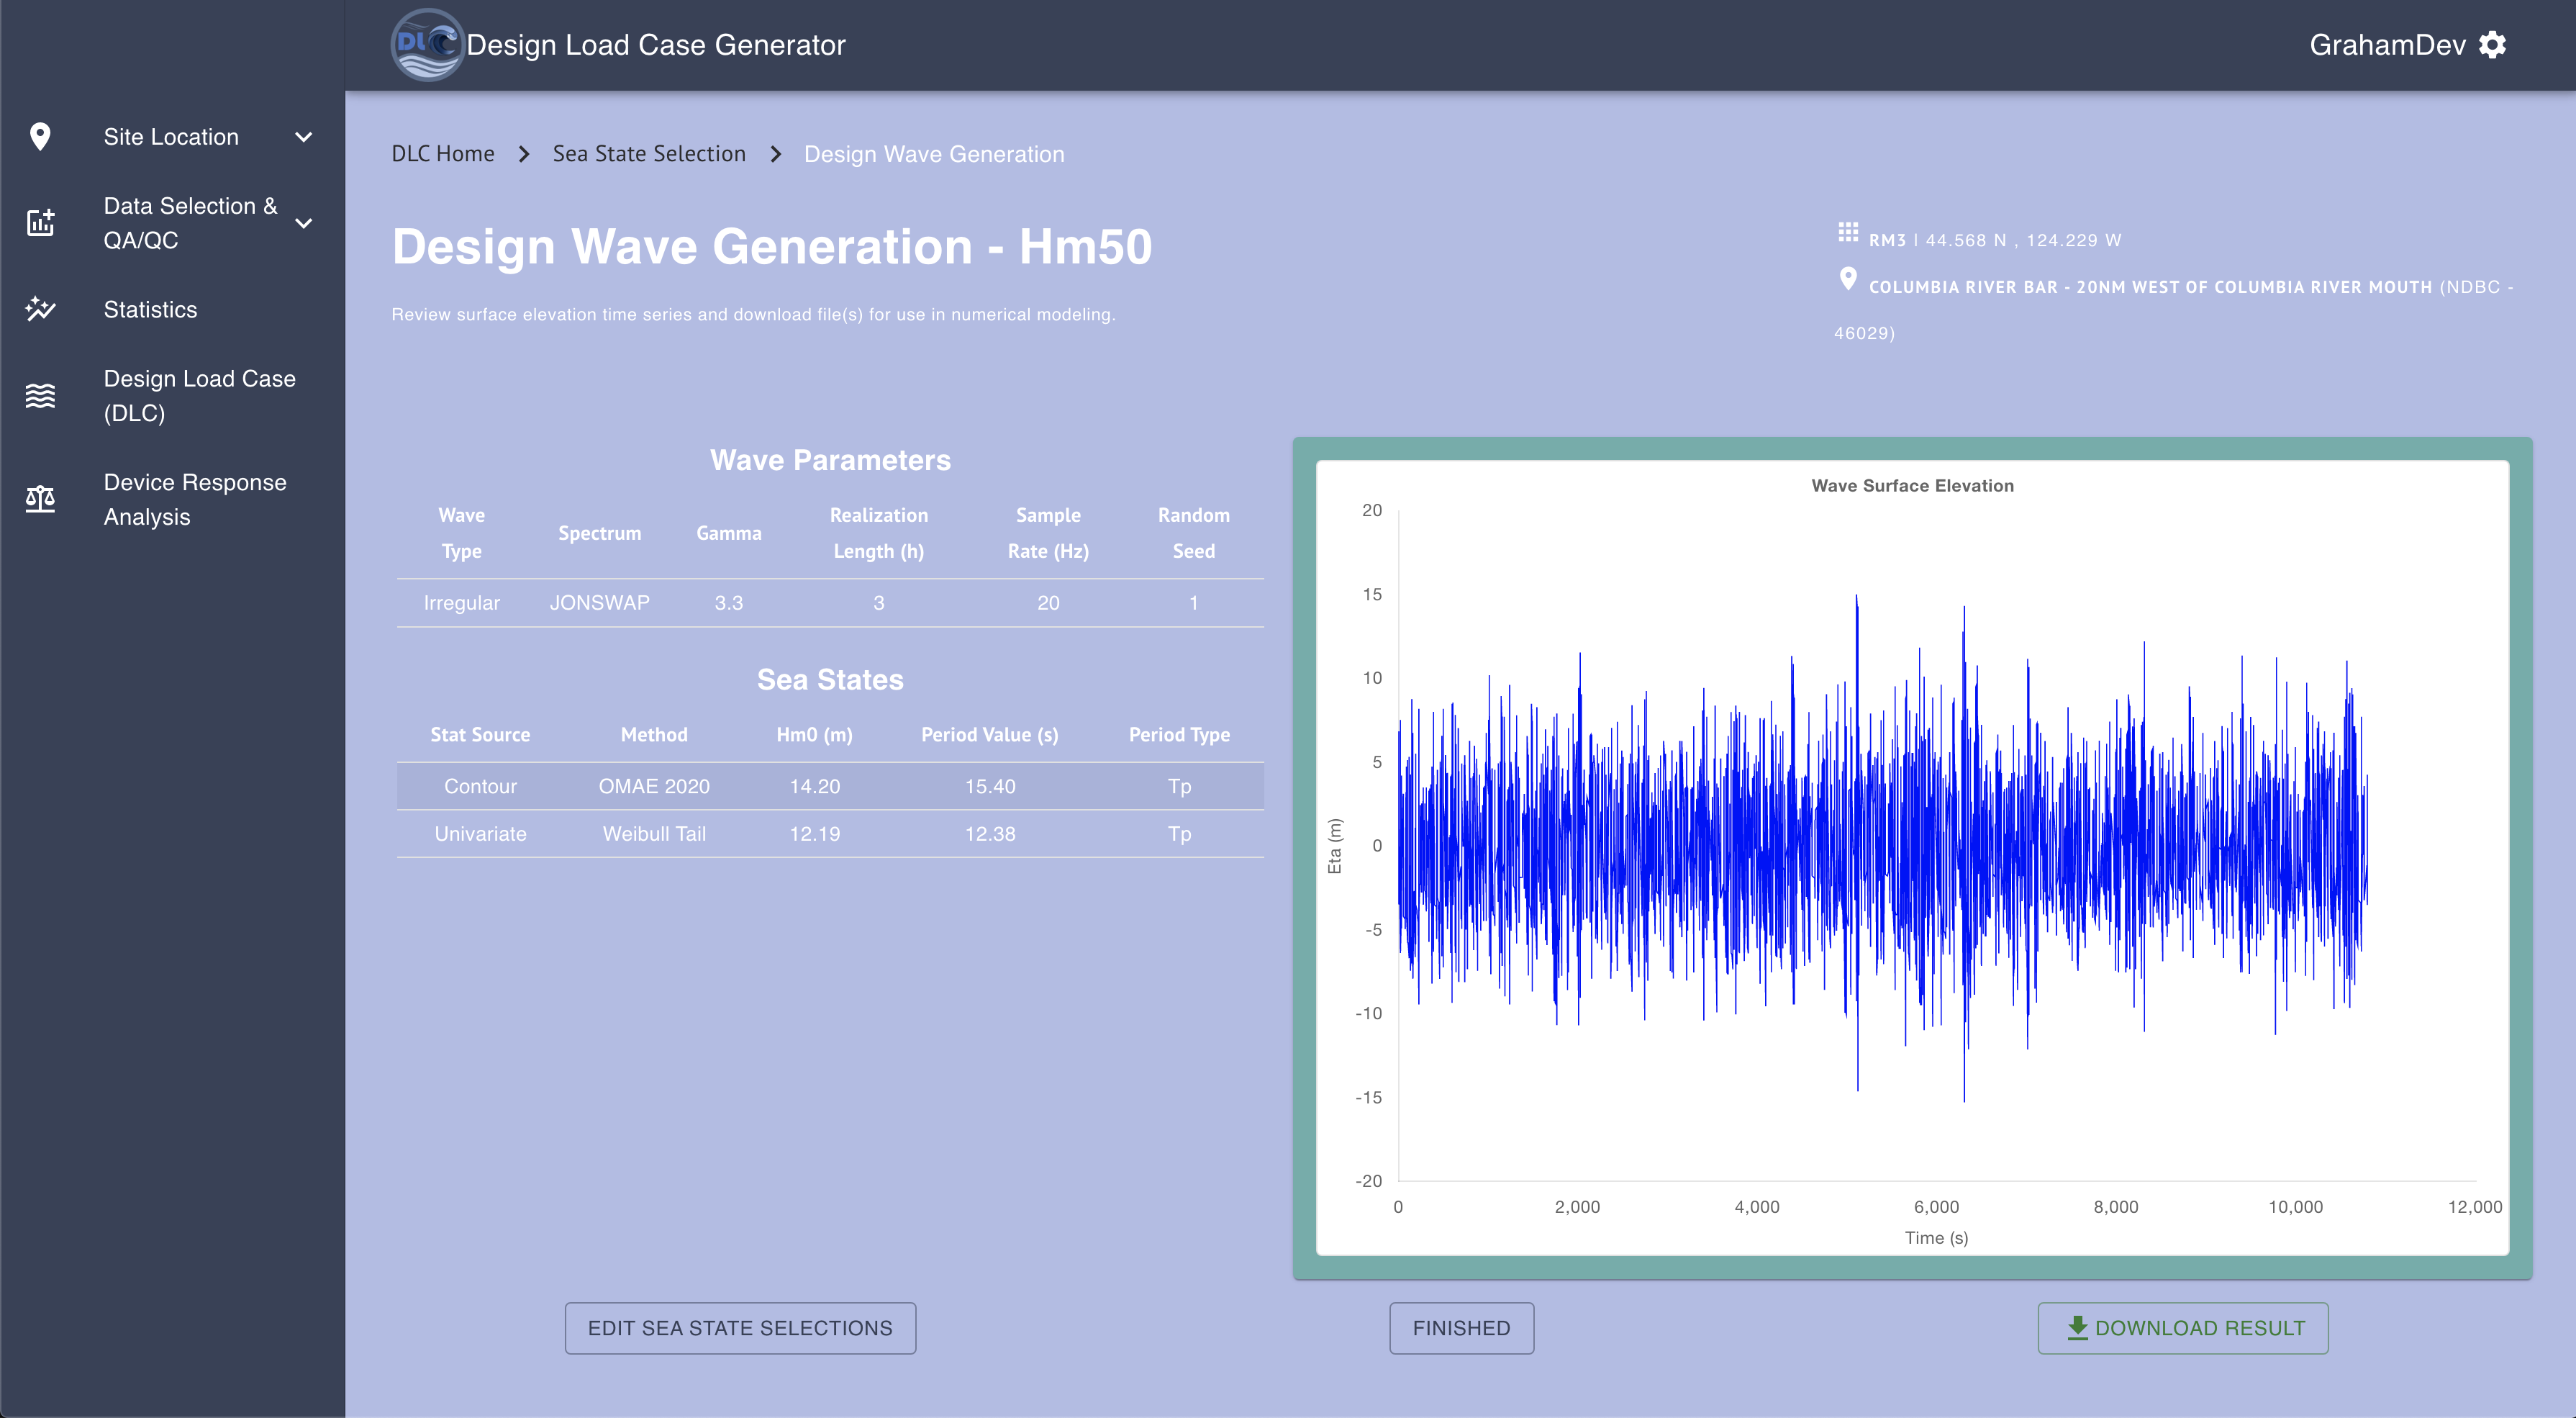 DLC Design Load Case Generator
GrahamDev
Site Location
Data Selection &
QA/QC
Statistics
Design Load Case
(DLC)
Device Response
Analysis
DLC Home > Sea State Selection > Design Wave Generation
Design Wave Generation - Hm50
Review surface elevation time series and download file(s) for use in numerical modeling.
RM3 | 44.568 N , 124.229 W
COLUMBIA RIVER BAR - 20NM WEST OF COLUMBIA RIVER MOUTH (NDBC -
46029)
Wave Parameters
Wave Type Spectrum Gamma Realization Length (h) Sample Rate (Hz) Random Seed
Irregular JONSWAP 3.3 3 20 1
Sea States
Stat Source Method Hm0 (m) Period Value (s) Period Type
Contour OMAE 2020 14.20 15.40 Tp
Univariate Weibull Tail 12.19 12.38 Tp
Wave Surface Elevation
20
15
10
5
0
-5
-10
-15
-20
Eta (m)
0 2,000 4,000 6,000 8,000 10,000 12,000
Time (s)
EDIT SEA STATE SELECTIONS
FINISHED
DOWNLOAD RESULT